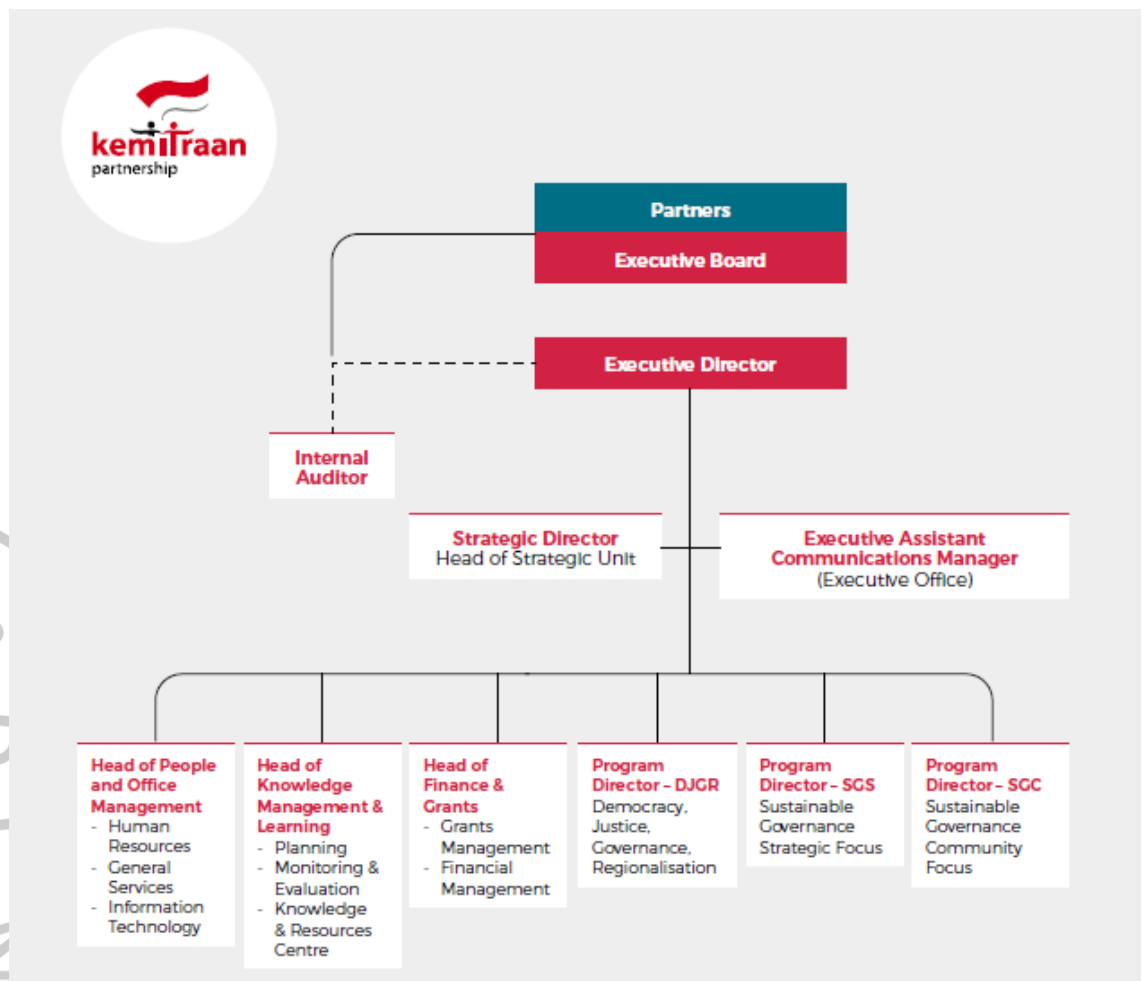 kemitraan
partnership
Partners
Executive Board
Executive Director
Internal
Auditor
Strategic Director
Head of Strategic Unit
Executive Assistant
Communications Manager
(Executive Office)
Head of People
and Office
Management
- Human
Resources
- General
Services
- Information
Technology
Head of
Knowledge
Management &
Learning
- Planning
- Monitoring &
Evaluation
- Knowledge
& Resources
Centre
Head of
Finance &
Grants
- Grants
Management
- Financial
Management
Program
Director – DJGR
Democracy,
Justice,
Governance,
Regionalisation
Program
Director – SGS
Sustainable
Governance
Strategic Focus
Program
Director – SGC
Sustainable
Governance
Community
Focus